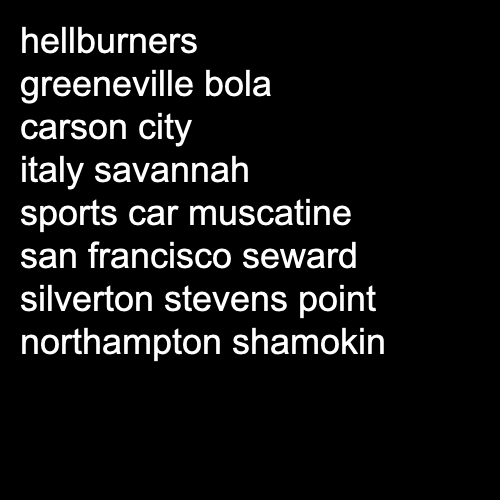 hellburners
greeneville bola
carson city
italy savannah
sports car muscatine
san francisco seward
silverton stevens point
northampton shamokin